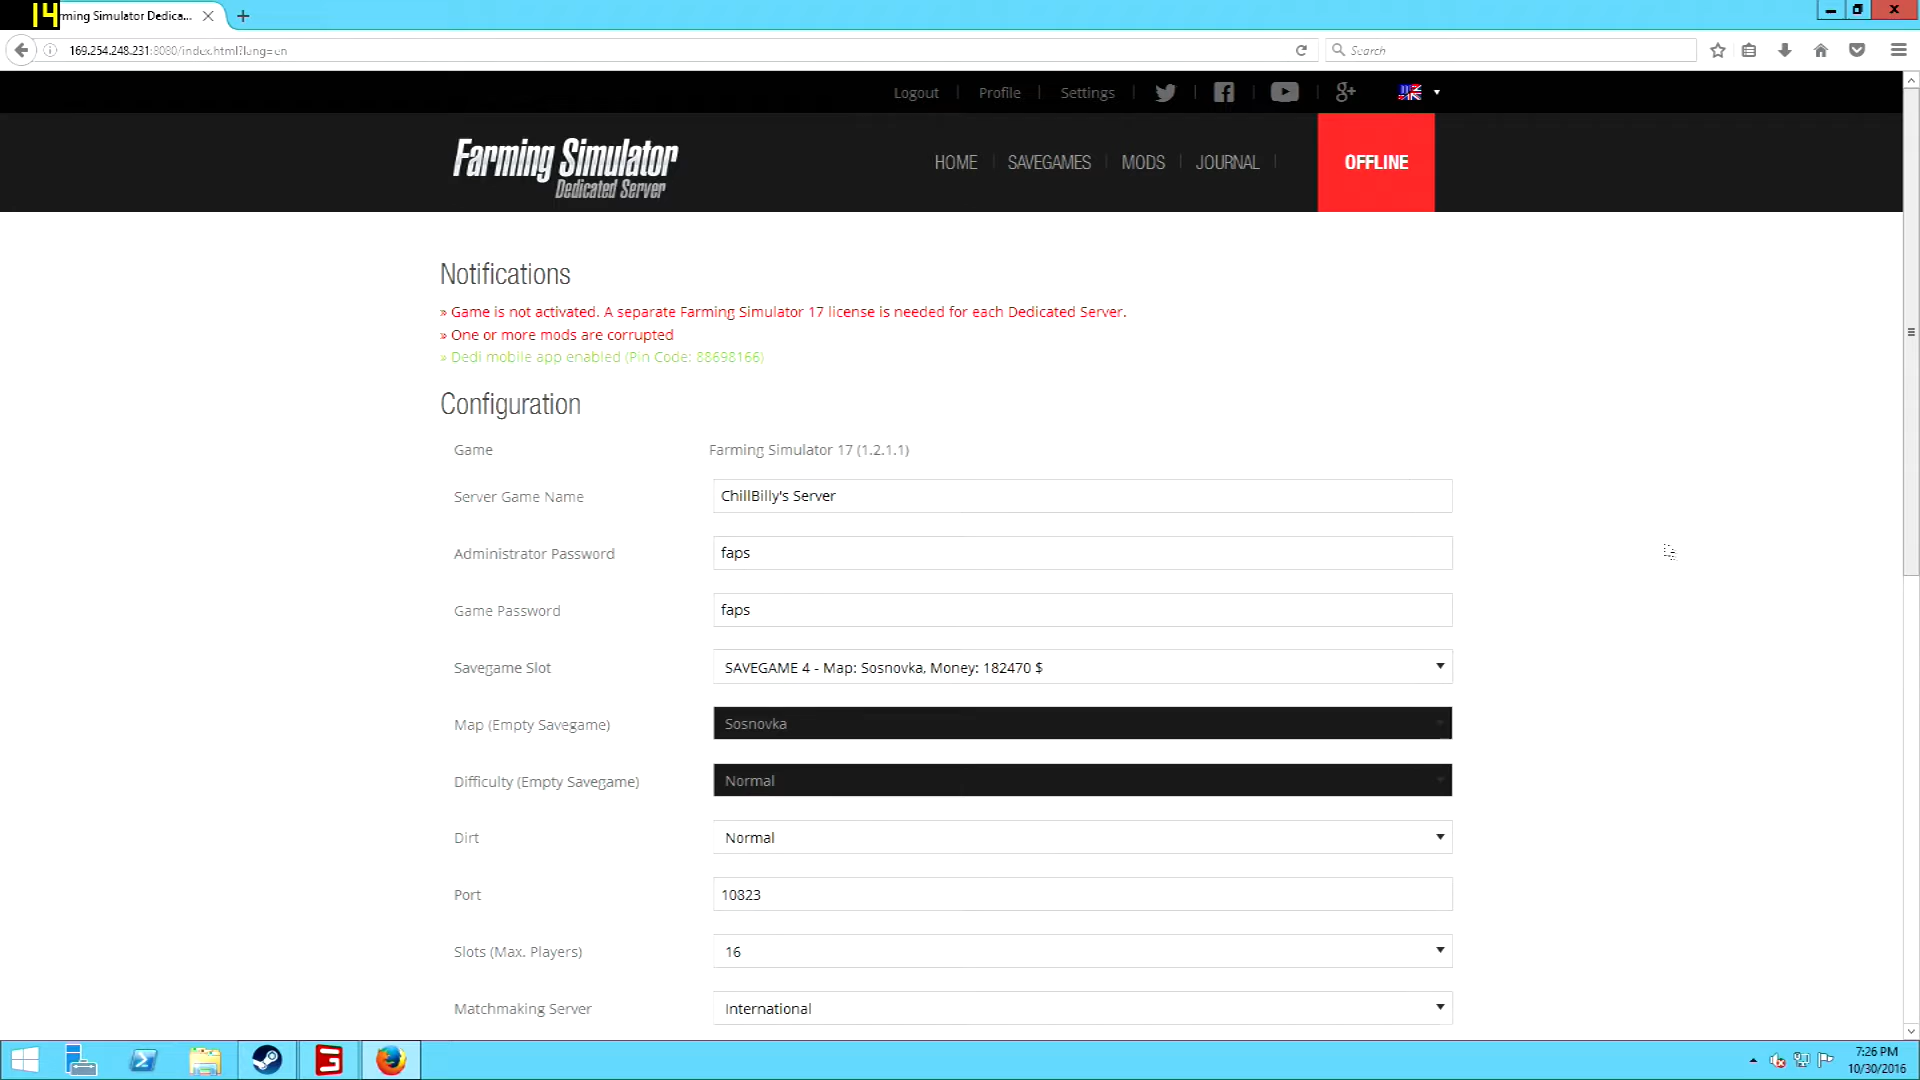 14
rming Simulator Dedica...
169.254.248.231:8080/index.html?lang=en
Search
Logout
Profile
Settings
Farming Simulator
Dedicated Server
HOME
SAVEGAMES
MODS
JOURNAL
OFFLINE
Notifications
» Game is not activated. A separate Farming Simulator 17 license is needed for each Dedicated Server.
» One or more mods are corrupted
» Dedi mobile app enabled (Pin Code: 88698166)
Configuration
Game Farming Simulator 17 (1.2.1.1)
Server Game Name ChillBilly's Server
Administrator Password faps
Game Password faps
Savegame Slot SAVEGAME 4 - Map: Sosnovka, Money: 182470 $
Map (Empty Savegame) Sosnovka
Difficulty (Empty Savegame) Normal
Dirt Normal
Port 10823
Slots (Max. Players) 16
Matchmaking Server International
7:26 PM
10/30/2016